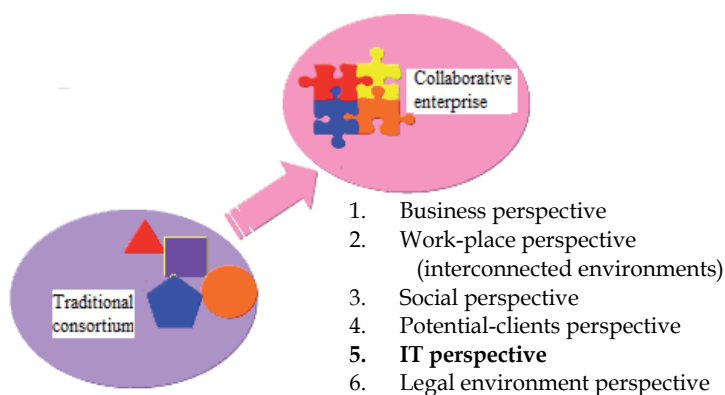 Collaborative
enterprise
Traditional
consortium
1. Business perspective
2. Work-place perspective
(interconnected environments)
3. Social perspective
4. Potential-clients perspective
5. IT perspective
6. Legal environment perspective